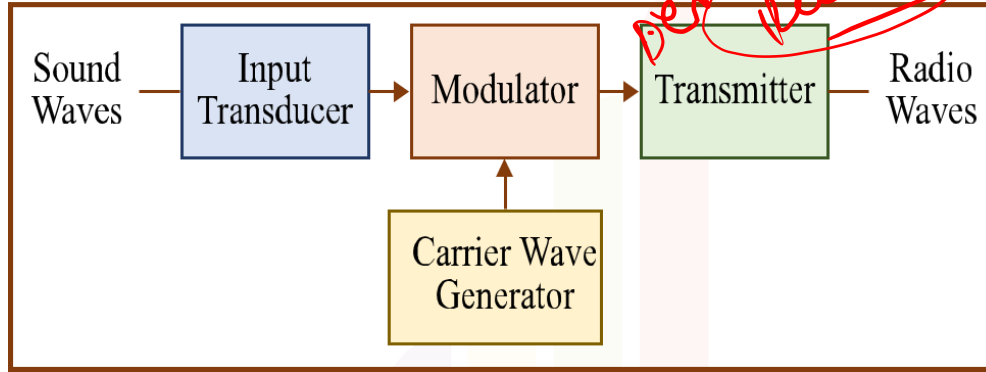 Sound
Waves
Input
Transducer
Modulator
Transmitter
Radio
Waves
Carrier Wave
Generator